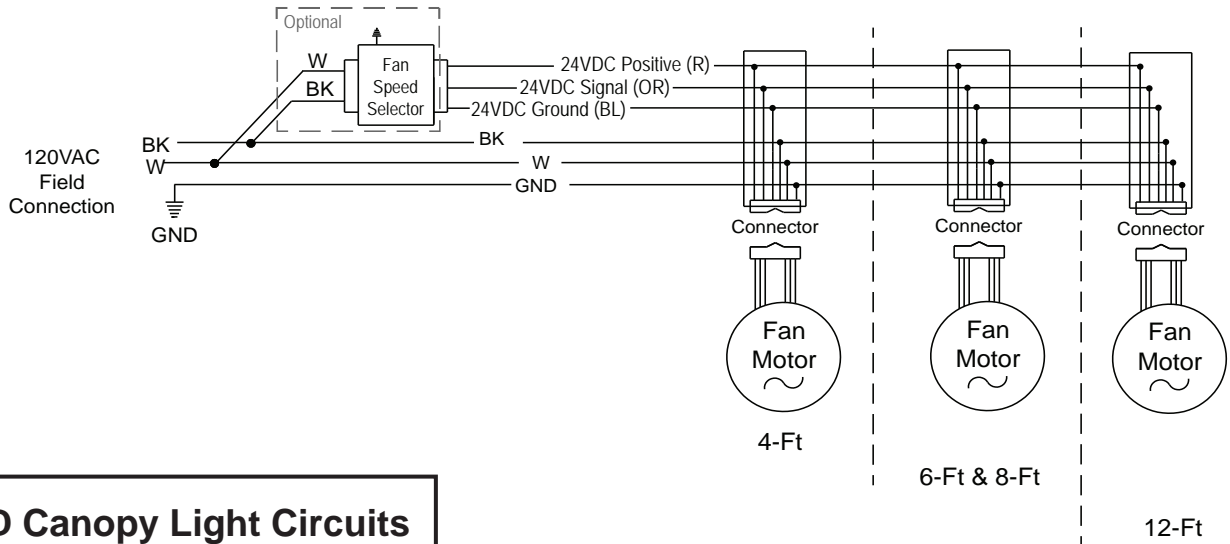 Optional
W
BK
Fan
Speed
Selector
24VDC Positive (R)
24VDC Signal (OR)
24VDC Ground (BL)
120VAC
Field
Connection
BK
W
GND
BK
W
GND
Connector
Connector
Connector
Fan
Motor
Fan
Motor
Fan
Motor
4-Ft
6-Ft & 8-Ft
12-Ft
Canopy Light Circuits